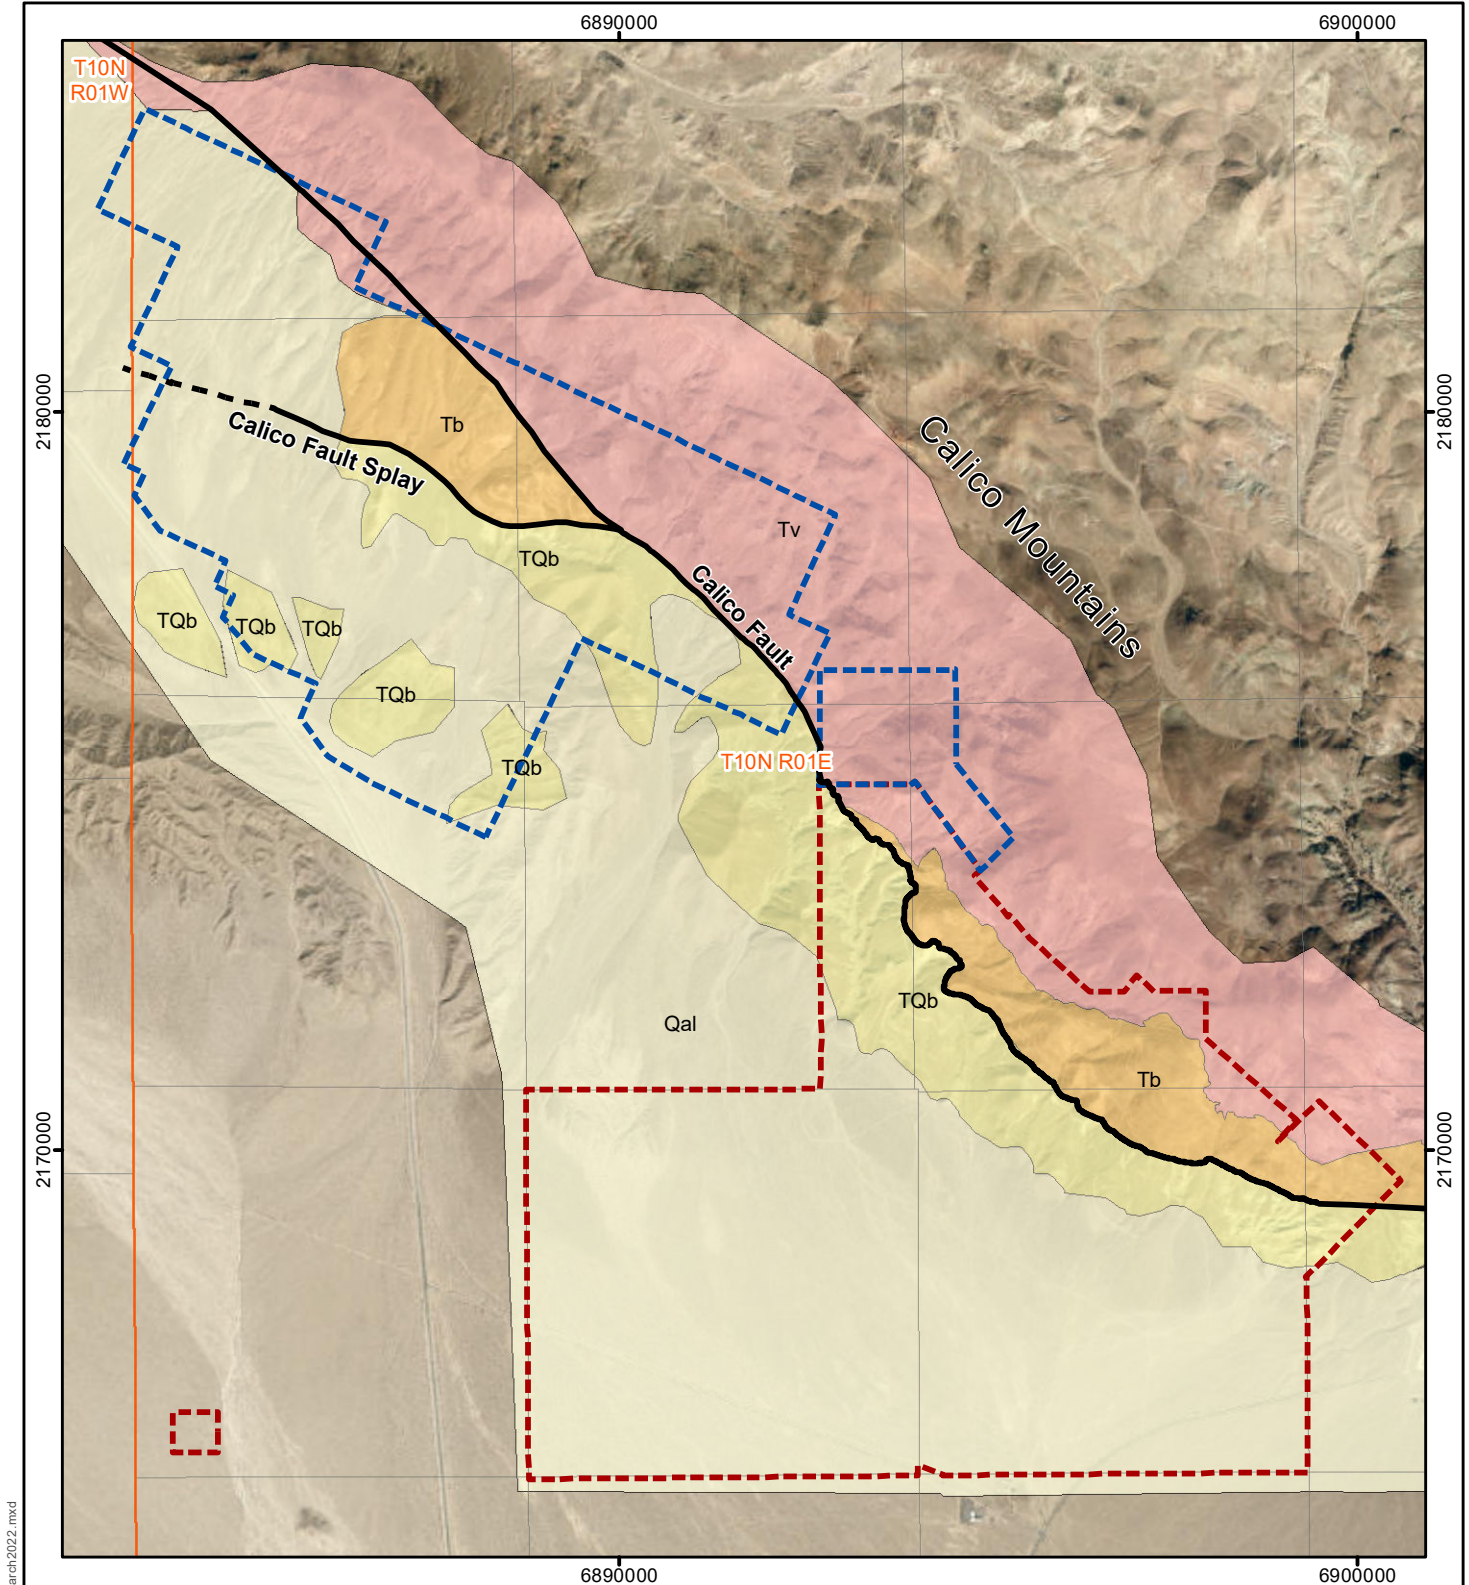 6890000
6900000
T10N
R01W
2180000
2180000
Calico Mountains
Tb
Calico Fault Splay
Tv
TQb
Calico Fault
TQb
TQb
TQb
TQb
TQb
T10N R01E
TQb
Qal
Tb
2170000
2170000
arch2022.mxd
6890000
6900000